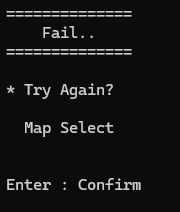 ==============
Fail..
==============
* Try Again?
Map Select
Enter : Confirm